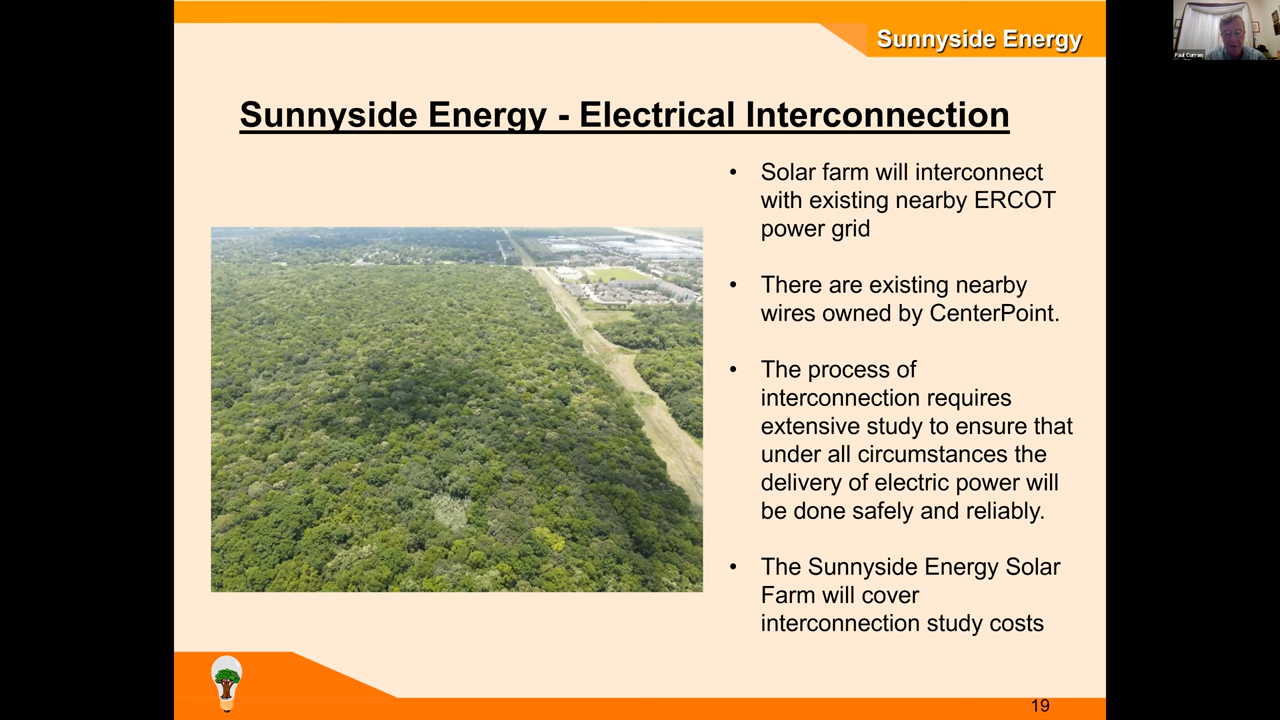 Sunnyside Energy
Paul Curran
Sunnyside Energy - Electrical Interconnection
• Solar farm will interconnect
with existing nearby ERCOT
power grid
• There are existing nearby
wires owned by CenterPoint.
• The process of
interconnection requires
extensive study to ensure that
under all circumstances the
delivery of electric power will
be done safely and reliably.
• The Sunnyside Energy Solar
Farm will cover
interconnection study costs
19